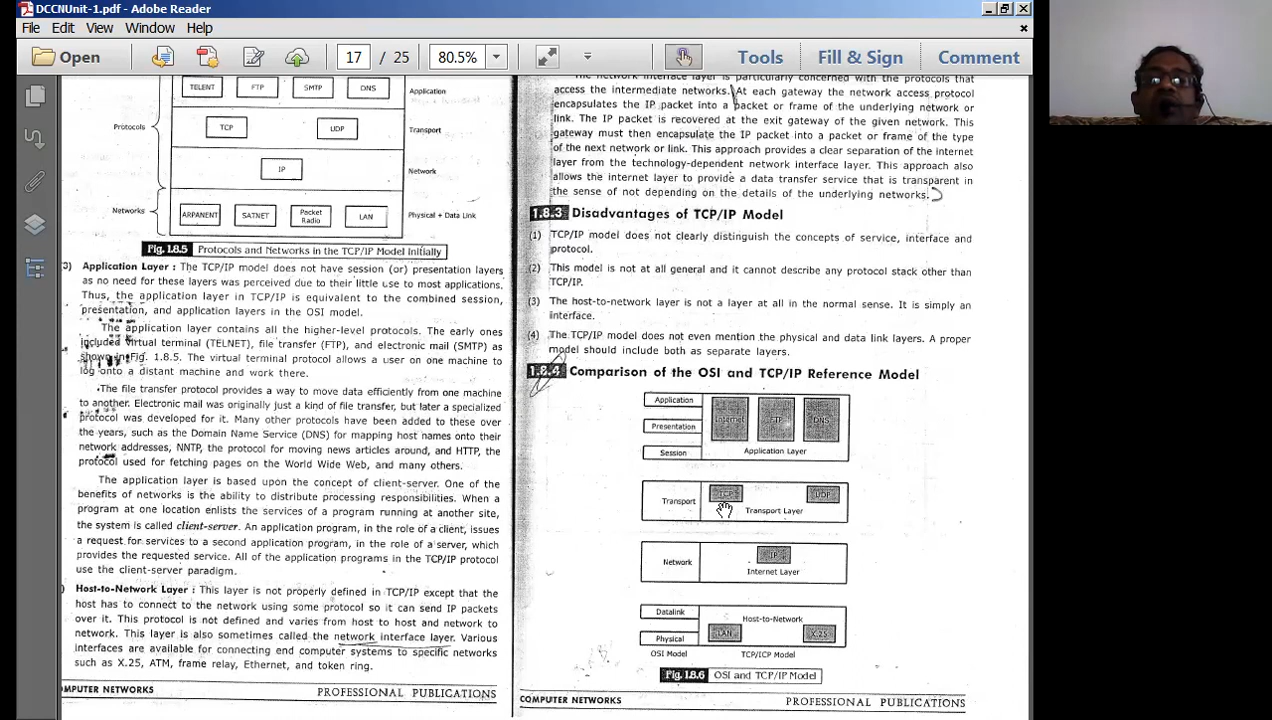 DCCNUnit-1.pdf - Adobe Reader
File Edit View Window Help
Open
17 / 25
80.5%
Tools
Fill & Sign
Comment
TELENT
FTP
SMTP
DNS
Application
Protocols
TCP
UDP
Transport
IP
Network
Networks
ARPANENT
SATNET
Packet
Radio
LAN
Physical + Data Link
Fig. 1.8.5 Protocols and Networks in the TCP/IP Model Initially
Application Layer : The TCP/IP model does not have session (or) presentation layers
as no need for these layers was perceived due to their little use to most applications.
Thus, the application layer in TCP/IP is equivalent to the combined session,
presentation, and application layers in the OSI model.
The application layer contains all the higher-level protocols. The early ones
included virtual terminal (TELNET), file transfer (FTP), and electronic mail (SMTP) as
shown in Fig. 1.8.5. The virtual terminal protocol allows a user on one machine to
log onto a distant machine and work there.
The file transfer protocol provides a way to move data efficiently from one machine
to another. Electronic mail was originally just a kind of file transfer, but later a specialized
protocol was developed for it. Many other protocols have been added to these over
the years, such as the Domain Name Service (DNS) for mapping host names onto their
network addresses, NNTP, the protocol for moving news articles around, and HTTP, the
protocol used for fetching pages on the World Wide Web, and many others.
The application layer is based upon the concept of client-server. One of the
benefits of networks is the ability to distribute processing responsibilities. When a
program at one location enlists the services of a program running at another site,
the system is called client-server. An application program, in the role of a client, issues
a request for services to a second application program, in the role of a server, which
provides the requested service. All of the application programs in the TCP/IP protocol
use the client-server paradigm.
Host-to-Network Layer : This layer is not properly defined in TCP/IP except that the
host has to connect to the network using some protocol so it can send IP packets
over it. This protocol is not defined and varies from host to host and network to
network. This layer is also sometimes called the network interface layer. Various
interfaces are available for connecting end computer systems to specific networks
such as X.25, ATM, frame relay, Ethernet, and token ring.
OMPUTER NETWORKS PROFESSIONAL PUBLICATIONS
The network interface layer is particularly concerned with the protocols that
access the intermediate networks. At each gateway the network access protocol
encapsulates the IP packet into a packet or frame of the underlying network or
link. The IP packet is recovered at the exit gateway of the given network. This
gateway must then encapsulate the IP packet into a packet or frame of the type
of the next network or link. This approach provides a clear separation of the internet
layer from the technology-dependent network interface layer. This approach also
allows the internet layer to provide a data transfer service that is transparent in
the sense of not depending on the details of the underlying networks.
1.8.3 Disadvantages of TCP/IP Model
(1) TCP/IP model does not clearly distinguish the concepts of service, interface and
protocol.
(2) This model is not at all general and it cannot describe any protocol stack other than
TCP/IP.
(3) The host-to-network layer is not a layer at all in the normal sense. It is simply an
interface.
(4) The TCP/IP model does not even mention the physical and data link layers. A proper
model should include both as separate layers.
1.8.4 Comparison of the OSI and TCP/IP Reference Model
Application
Presentation
Session
Internet
FTP
DNS
Application Layer
Transport
TCP
UDP
Transport Layer
Network
IP
Internet Layer
Datalink
Physical
Host-to-Network
LAN
X.25
OSI Model
TCP/ICP Model
Fig. 1.8.6 OSI and TCP/IP Model
COMPUTER NETWORKS PROFESSIONAL PUBLICATIONS